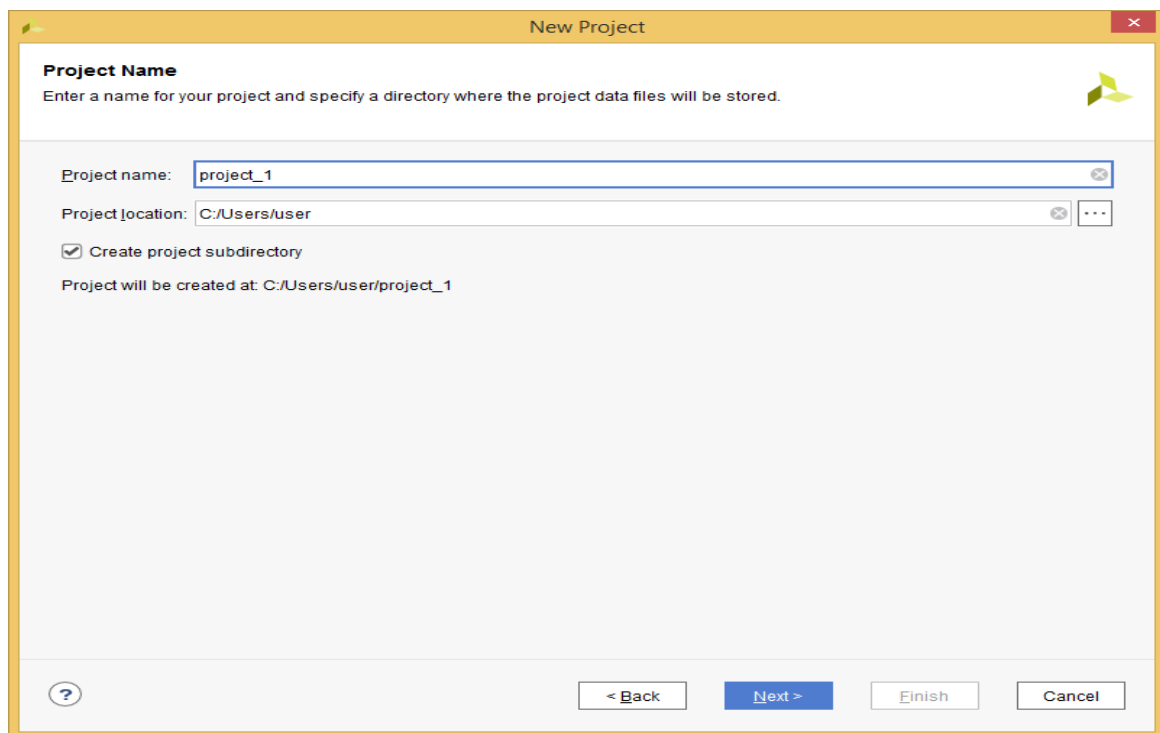 New Project
Project Name
Enter a name for your project and specify a directory where the project data files will be stored.
Project name: project_1
Project location: C:/Users/user ...
Create project subdirectory
Project will be created at: C:/Users/user/project_1
? < Back Next > Finish Cancel